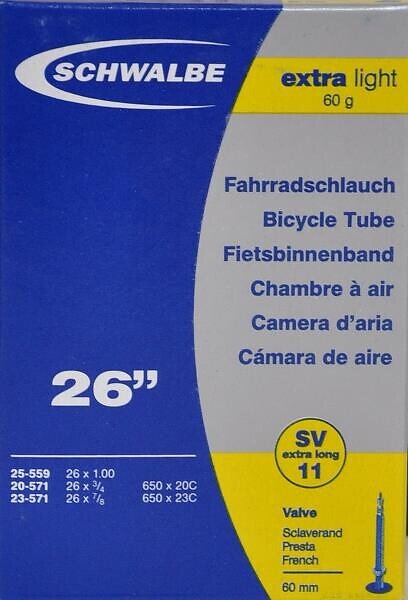 SCHWALBE
extra light
60 g
Fahrradschlauch
Bicycle Tube
Fietsbinnenband
Chambre à air
Camera d'aria
Cámara de aire
26”
SV
extra long
11
25-559 26 x 1.00
20-571 26 x 3/4 650 x 20C
23-571 26 x 7/8 650 x 23C
Valve
Sclaverand
Presta
French
60 mm